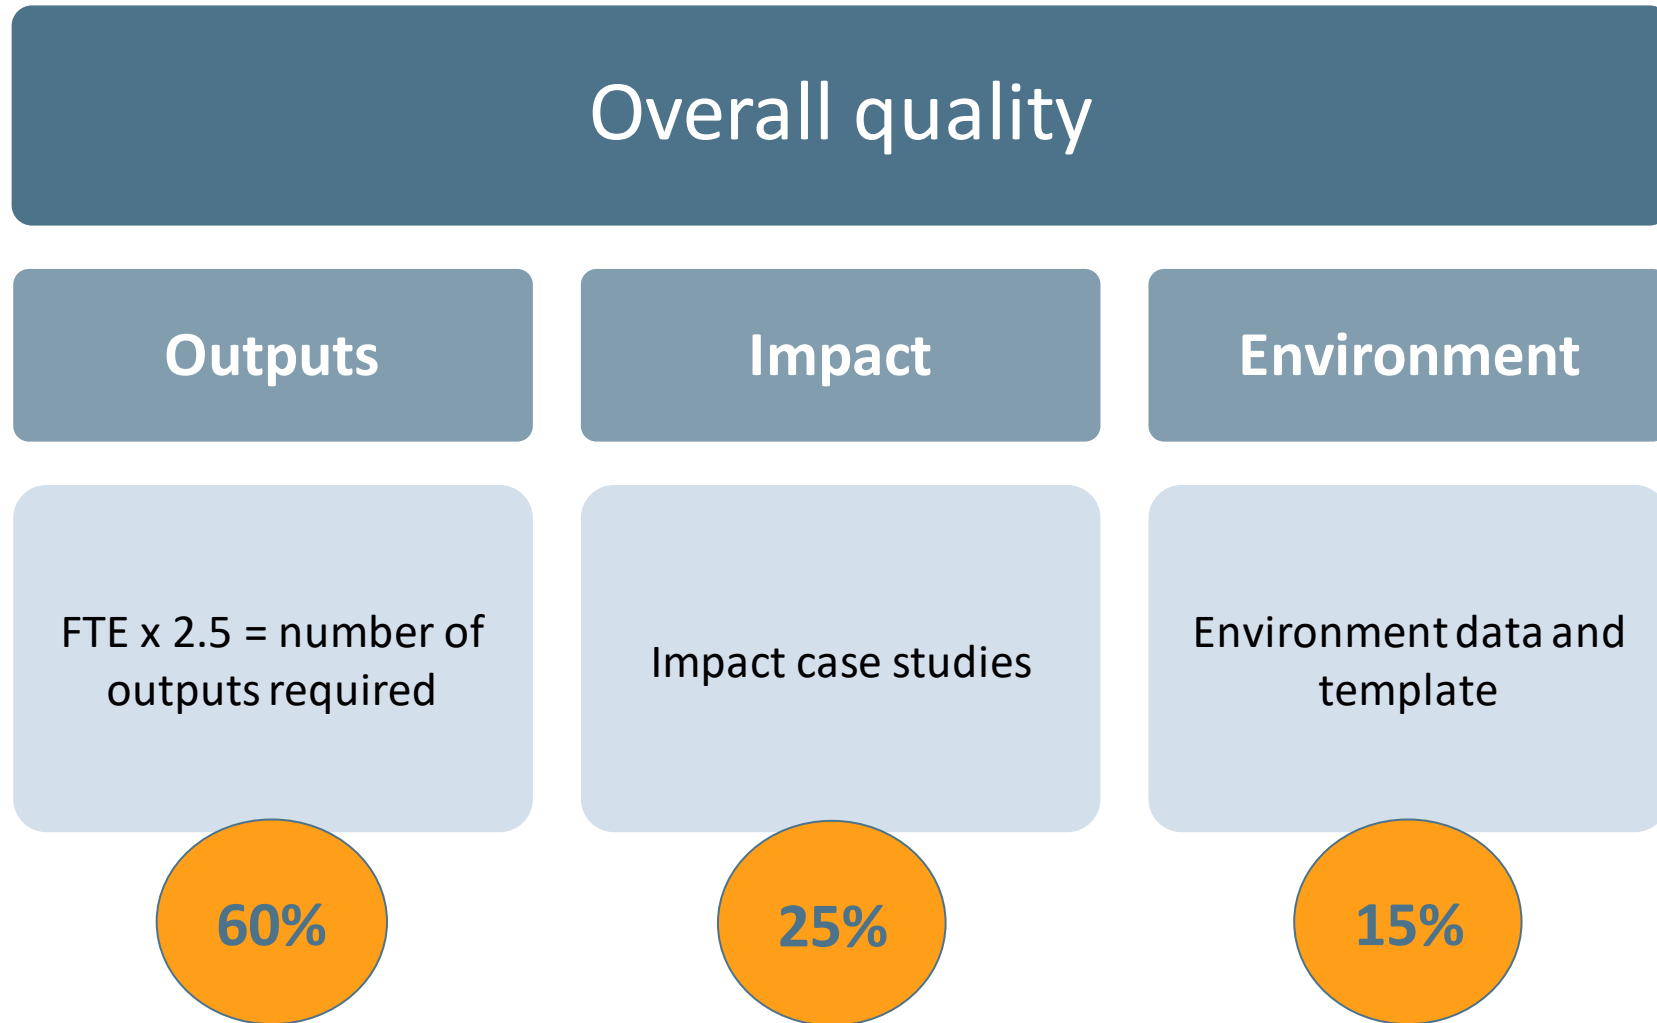 Overall quality
Outputs
Impact
Environment
FTE x 2.5 = number of
outputs required
Impact case studies
Environment data and
template
60%
25%
15%